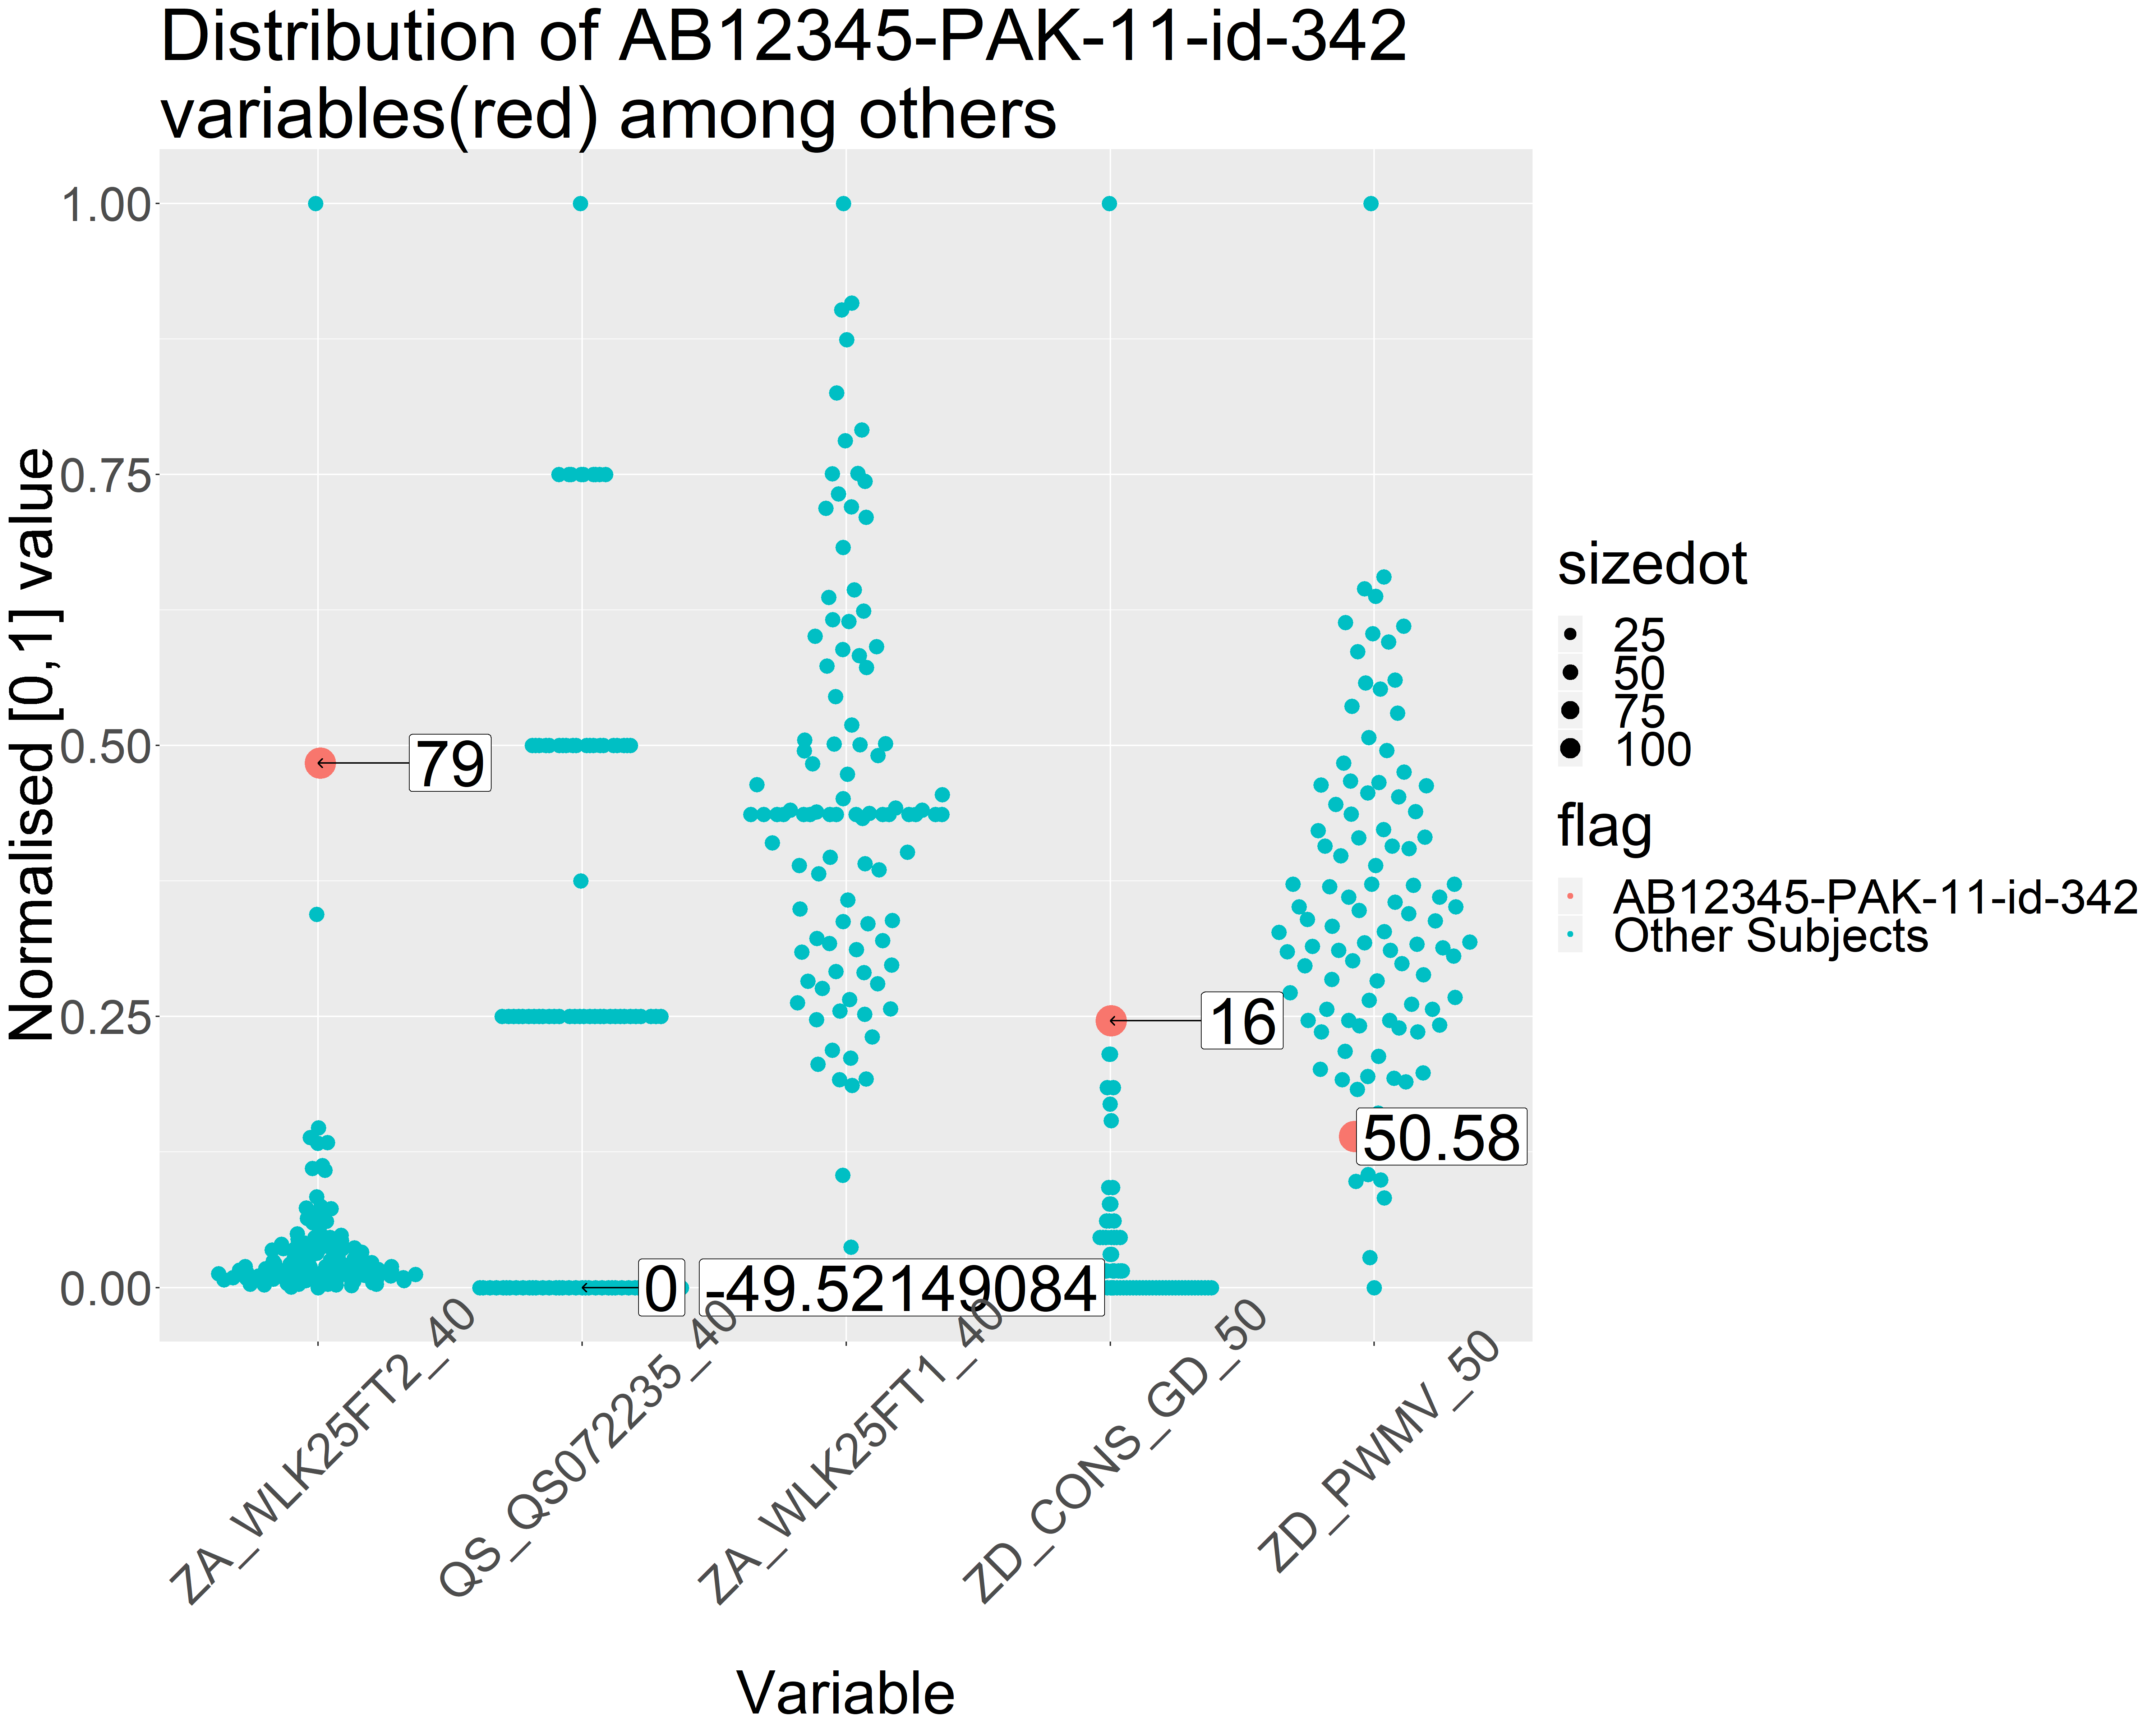 Distribution of AB12345-PAK-11-id-342
variables(red) among others
Normalised [0,1] value
1.00
0.75
0.50
0.25
0.00
79
16
50.58
0
-49.52149084
ZA_WLK25FT2_40
QS_QS072235_40
ZA_WLK25FT1_40
ZD_CONS_GD_50
ZD_PWMV_50
Variable
sizedot
25
50
75
100
flag
AB12345-PAK-11-id-342
Other Subjects